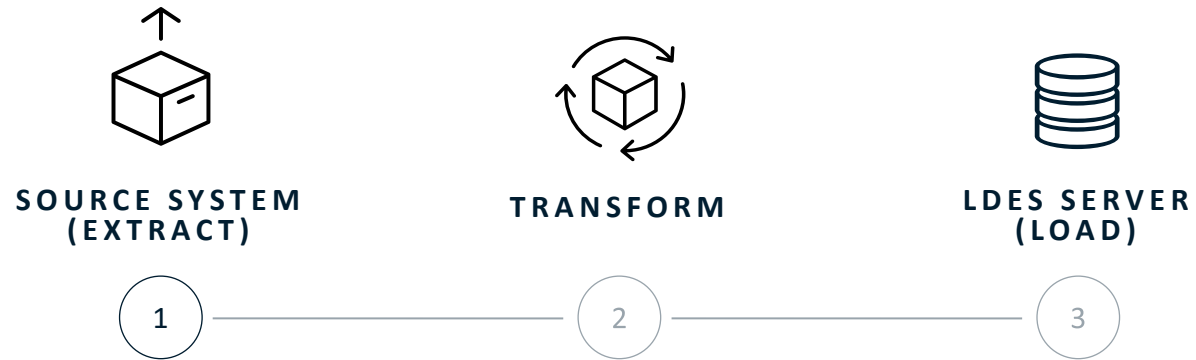 SOURCE SYSTEM
(EXTRACT)
TRANSFORM
LDES SERVER
(LOAD)
1
2
3